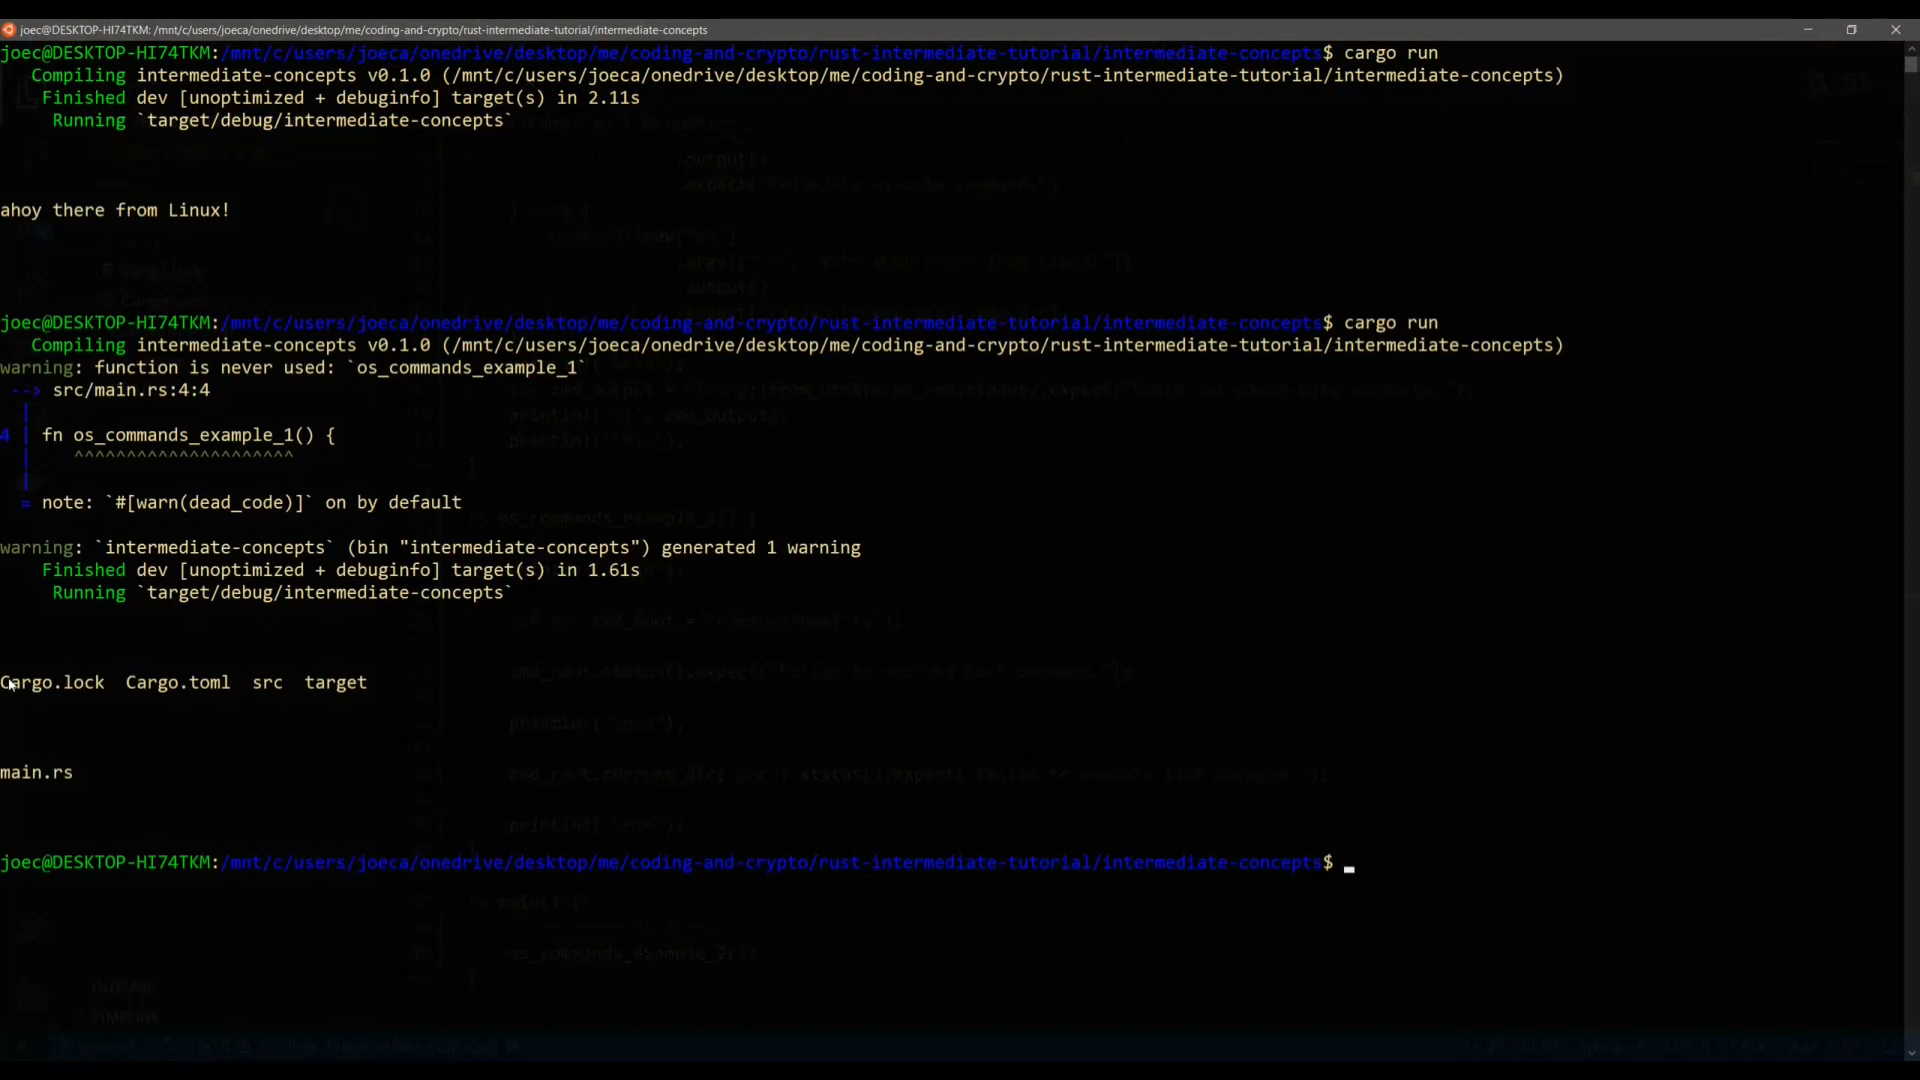 joec@DESKTOP-HI74TKM: /mnt/c/users/joeca/onedrive/desktop/me/coding-and-crypto/rust-intermediate-tutorial/intermediate-concepts
joec@DESKTOP-HI74TKM:/mnt/c/users/joeca/onedrive/desktop/me/coding-and-crypto/rust-intermediate-tutorial/intermediate-concepts$ cargo run
Compiling intermediate-concepts v0.1.0 (/mnt/c/users/joeca/onedrive/desktop/me/coding-and-crypto/rust-intermediate-tutorial/intermediate-concepts)
Finished dev [unoptimized + debuginfo] target(s) in 2.11s
Running `target/debug/intermediate-concepts`
ahoy there from Linux!
joec@DESKTOP-HI74TKM:/mnt/c/users/joeca/onedrive/desktop/me/coding-and-crypto/rust-intermediate-tutorial/intermediate-concepts$ cargo run
Compiling intermediate-concepts v0.1.0 (/mnt/c/users/joeca/onedrive/desktop/me/coding-and-crypto/rust-intermediate-tutorial/intermediate-concepts)
warning: function is never used: `os_commands_example_1`
--> src/main.rs:4:4
|
4 | fn os_commands_example_1() {
|    ^^^^^^^^^^^^^^^^^^^^^
|
= note: `#[warn(dead_code)]` on by default
warning: `intermediate-concepts` (bin "intermediate-concepts") generated 1 warning
Finished dev [unoptimized + debuginfo] target(s) in 1.61s
Running `target/debug/intermediate-concepts`
Cargo.lock  Cargo.toml  src  target
main.rs
joec@DESKTOP-HI74TKM:/mnt/c/users/joeca/onedrive/desktop/me/coding-and-crypto/rust-intermediate-tutorial/intermediate-concepts$